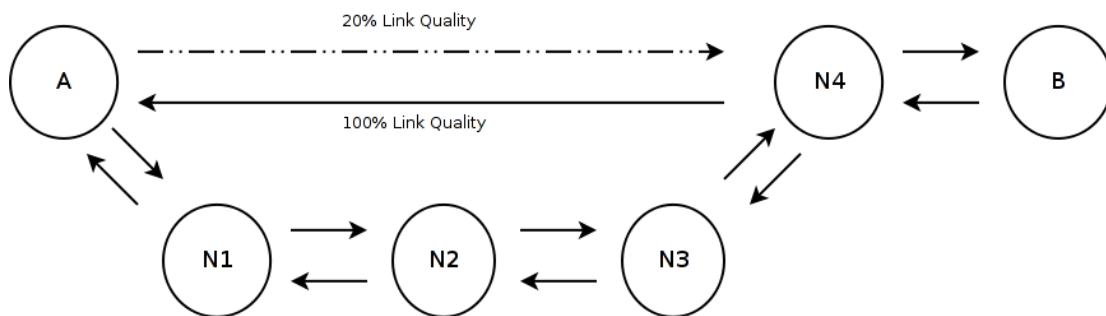 20% Link Quality
A
N4
B
100% Link Quality
N1
N2
N3